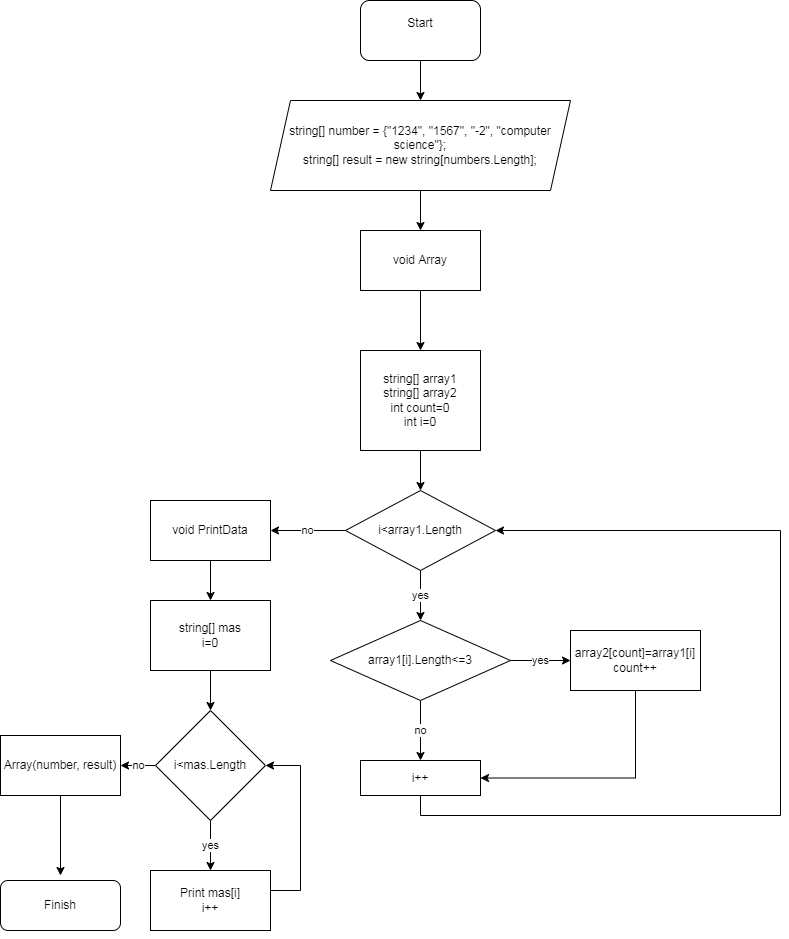 Start
string[] number = {"1234", "1567", "-2", "computer
science"};
string[] result = new string[numbers.Length];
void Array
string[] array1
string[] array2
int count=0
int i=0
i<array1.Length
no
void PrintData
yes
string[] mas
i=0
array1[i].Length<=3
yes
array2[count]=array1[i]
count++
no
i++
i<mas.Length
no
Array(number, result)
yes
Print mas[i]
i++
Finish